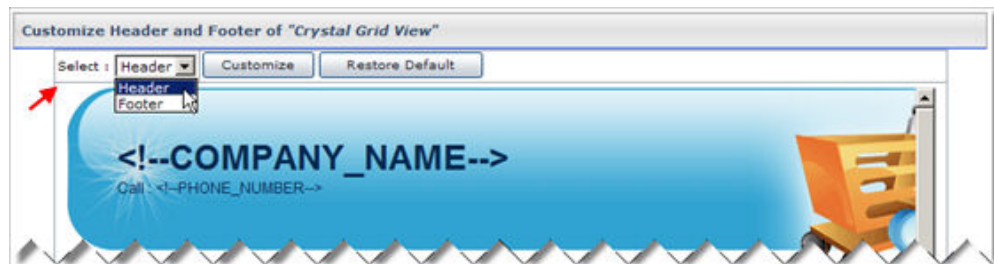 Customize Header and Footer of "Crystal Grid View"
Select : Header Customize Restore Default
Header
Footer
<!--COMPANY_NAME-->
Call : <!--PHONE_NUMBER-->